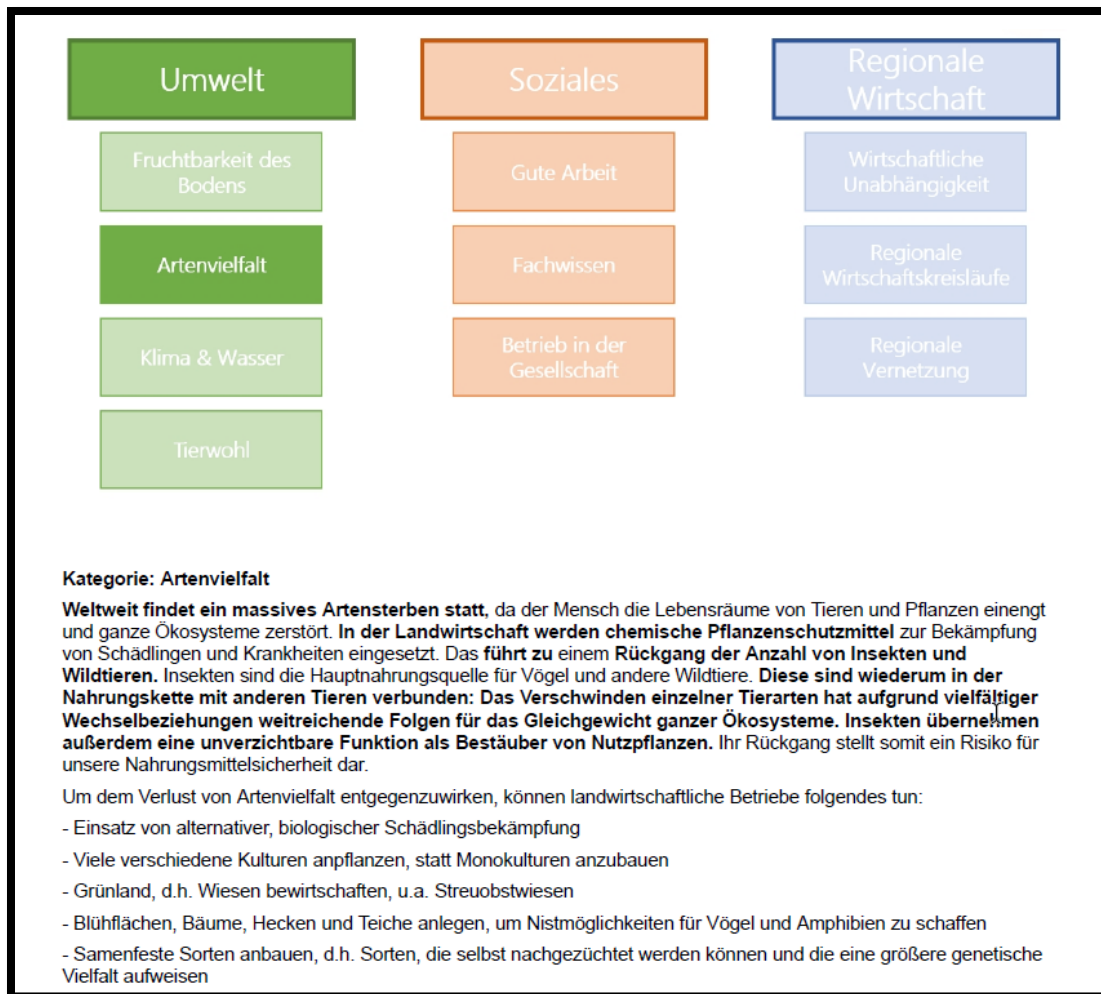 Umwelt
Soziales
Regionale
Wirtschaft
Fruchtbarkeit des
Bodens
Gute Arbeit
Wirtschaftliche
Unabhängigkeit
Artenvielfalt
Fachwissen
Regionale
Wirtschaftskreisläufe
Klima & Wasser
Betrieb in der
Gesellschaft
Regionale
Vernetzung
Tierwohl
Kategorie: Artenvielfalt
Weltweit findet ein massives Artensterben statt, da der Mensch die Lebensräume von Tieren und Pflanzen einengt
und ganze Ökosysteme zerstört. In der Landwirtschaft werden chemische Pflanzenschutzmittel zur Bekämpfung
von Schädlingen und Krankheiten eingesetzt. Das führt zu einem Rückgang der Anzahl von Insekten und
Wildtieren. Insekten sind die Hauptnahrungsquelle für Vögel und andere Wildtiere. Diese sind wiederum in der
Nahrungskette mit anderen Tieren verbunden: Das Verschwinden einzelner Tierarten hat aufgrund vielfältiger
Wechselbeziehungen weitreichende Folgen für das Gleichgewicht ganzer Ökosysteme. Insekten übernehmen
außerdem eine unverzichtbare Funktion als Bestäuber von Nutzpflanzen. Ihr Rückgang stellt somit ein Risiko für
unsere Nahrungsmittelsicherheit dar.
Um dem Verlust von Artenvielfalt entgegenzuwirken, können landwirtschaftliche Betriebe folgendes tun:
- Einsatz von alternativer, biologischer Schädlingsbekämpfung
- Viele verschiedene Kulturen anpflanzen, statt Monokulturen anzubauen
- Grünland, d.h. Wiesen bewirtschaften, u.a. Streuobstwiesen
- Blühflächen, Bäume, Hecken und Teiche anlegen, um Nistmöglichkeiten für Vögel und Amphibien zu schaffen
- Samenfeste Sorten anbauen, d.h. Sorten, die selbst nachgezüchtet werden können und die eine größere genetische
Vielfalt aufweisen